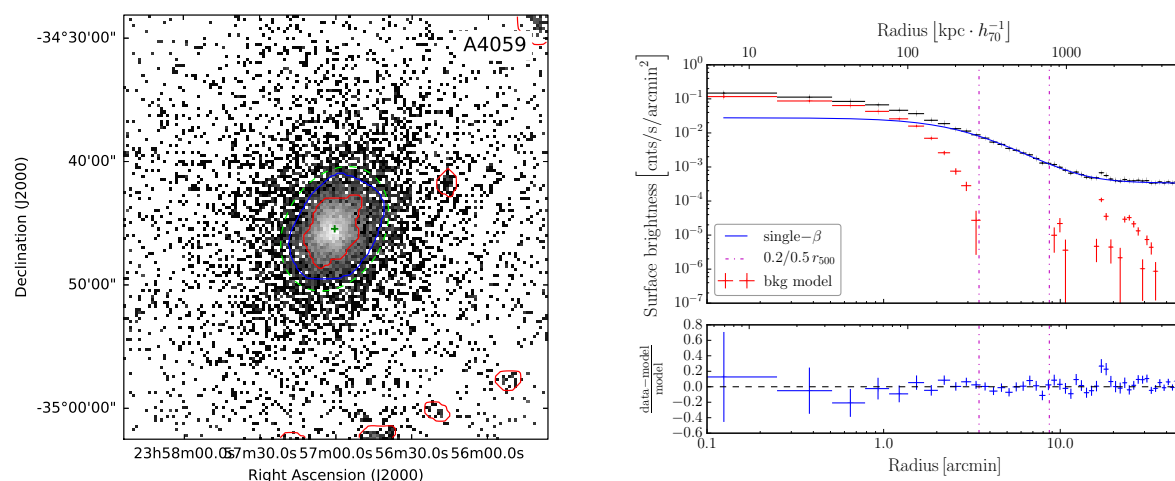 A4059
-34°30'00"
40'00"
50'00"
-35°00'00"
Declination (J2000)
23h58m00.0s 57m30.0s 57m00.0s 56m30.0s 56m00.0s
Right Ascension (J2000)
Radius [kpc · h₇₀⁻¹]
10 100 1000
Surface brightness [cnts/s/arcmin²]
10⁰
10⁻¹
10⁻²
10⁻³
10⁻⁴
10⁻⁵
10⁻⁶
10⁻⁷
single−β
0.2/0.5 r₅₀₀
bkg model
data−model
model
0.8
0.6
0.4
0.2
0.0
−0.2
−0.4
−0.6
0.1 1.0 10.0
Radius [arcmin]